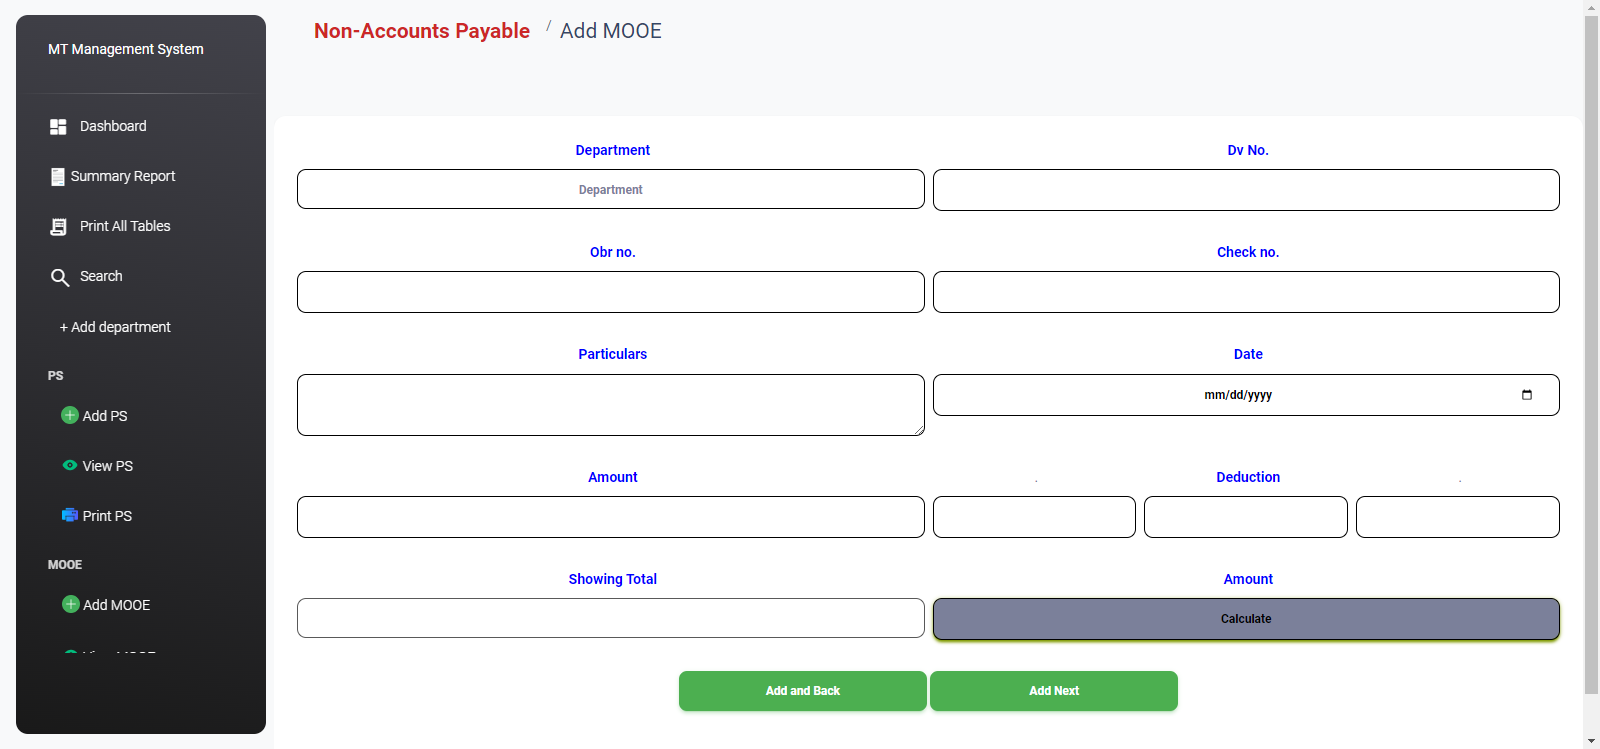 MT Management System
Dashboard
Summary Report
Print All Tables
Search
+ Add department
PS
Add PS
View PS
Print PS
MOOE
Add MOOE
View MOOE
Non-Accounts Payable / Add MOOE
Department
Department
Dv No.
Obr no.
Check no.
Particulars
Date
mm/dd/yyyy
Amount
. Deduction .
Showing Total
Amount
Calculate
Add and Back
Add Next